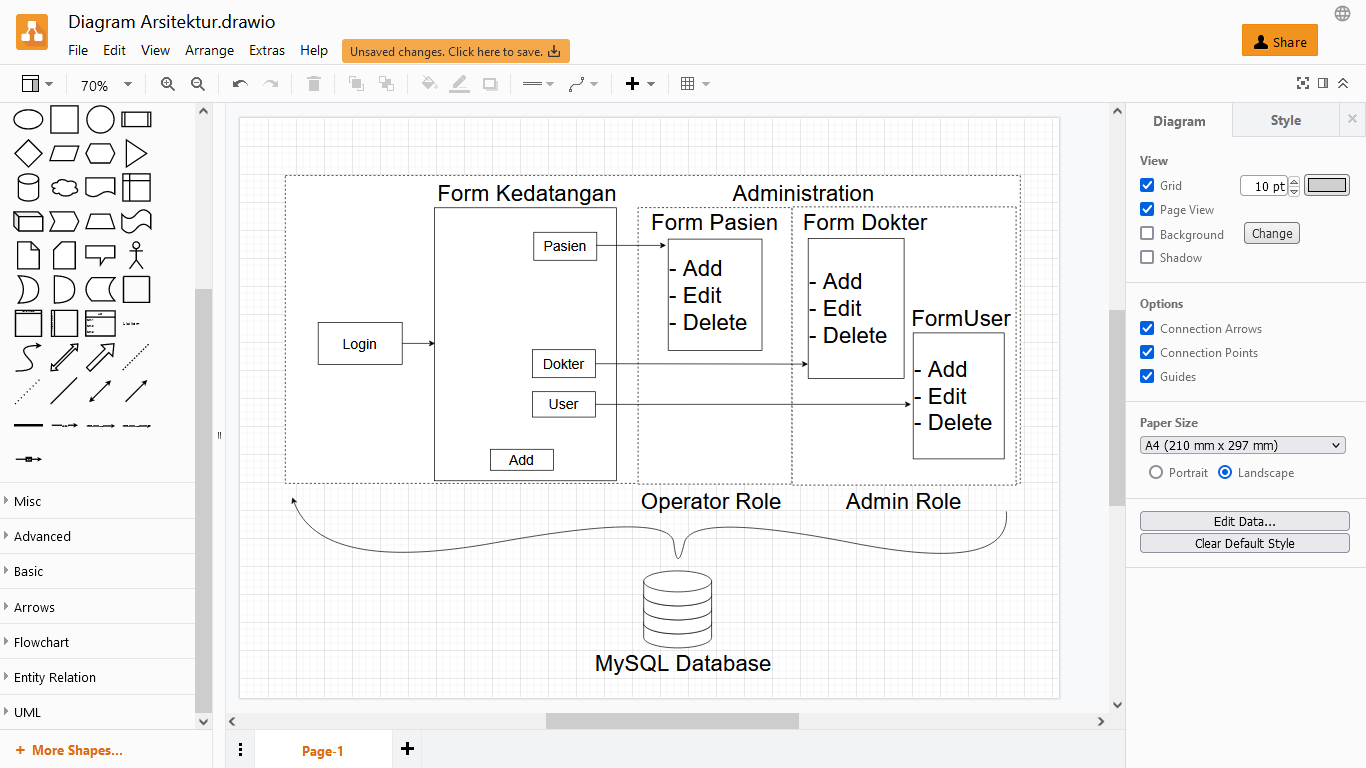 Diagram Arsitektur.drawio
File Edit View Arrange Extras Help
Unsaved changes. Click here to save.
Share
70%
Misc
Advanced
Basic
Arrows
Flowchart
Entity Relation
UML
+ More Shapes...
Form Kedatangan
Administration
Form Pasien
Form Dokter
Pasien
- Add
- Edit
- Delete
- Add
- Edit
- Delete
FormUser
Login
Dokter
- Add
- Edit
- Delete
User
Add
Operator Role
Admin Role
MySQL Database
Page-1
Diagram
Style
View
Grid
10 pt
Page View
Background
Change
Shadow
Options
Connection Arrows
Connection Points
Guides
Paper Size
A4 (210 mm x 297 mm)
Portrait
Landscape
Edit Data...
Clear Default Style